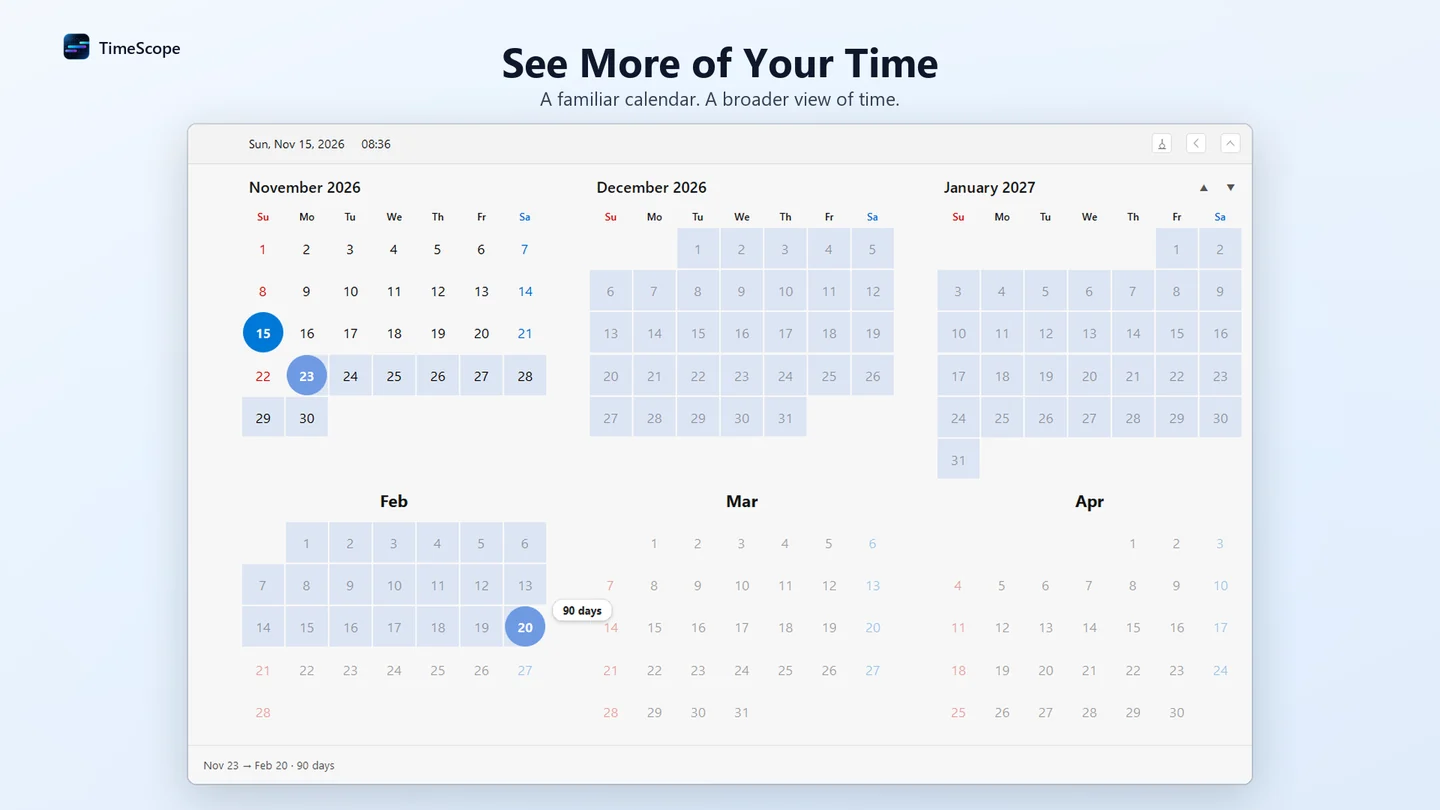 TimeScope
See More of Your Time
A familiar calendar. A broader view of time.
Sun, Nov 15, 2026 08:36
November 2026
Su Mo Tu We Th Fr Sa
1 2 3 4 5 6 7
8 9 10 11 12 13 14
15 16 17 18 19 20 21
22 23 24 25 26 27 28
29 30
December 2026
Su Mo Tu We Th Fr Sa
1 2 3 4 5
6 7 8 9 10 11 12
13 14 15 16 17 18 19
20 21 22 23 24 25 26
27 28 29 30 31
January 2027 ▲ ▼
Su Mo Tu We Th Fr Sa
1 2
3 4 5 6 7 8 9
10 11 12 13 14 15 16
17 18 19 20 21 22 23
24 25 26 27 28 29 30
31
Feb
1 2 3 4 5 6
7 8 9 10 11 12 13
14 15 16 17 18 19 20
21 22 23 24 25 26 27
28
90 days
Mar
1 2 3 4 5 6
7 8 9 10 11 12 13
14 15 16 17 18 19 20
21 22 23 24 25 26 27
28 29 30 31
Apr
1 2 3
4 5 6 7 8 9 10
11 12 13 14 15 16 17
18 19 20 21 22 23 24
25 26 27 28 29 30
Nov 23 → Feb 20 · 90 days